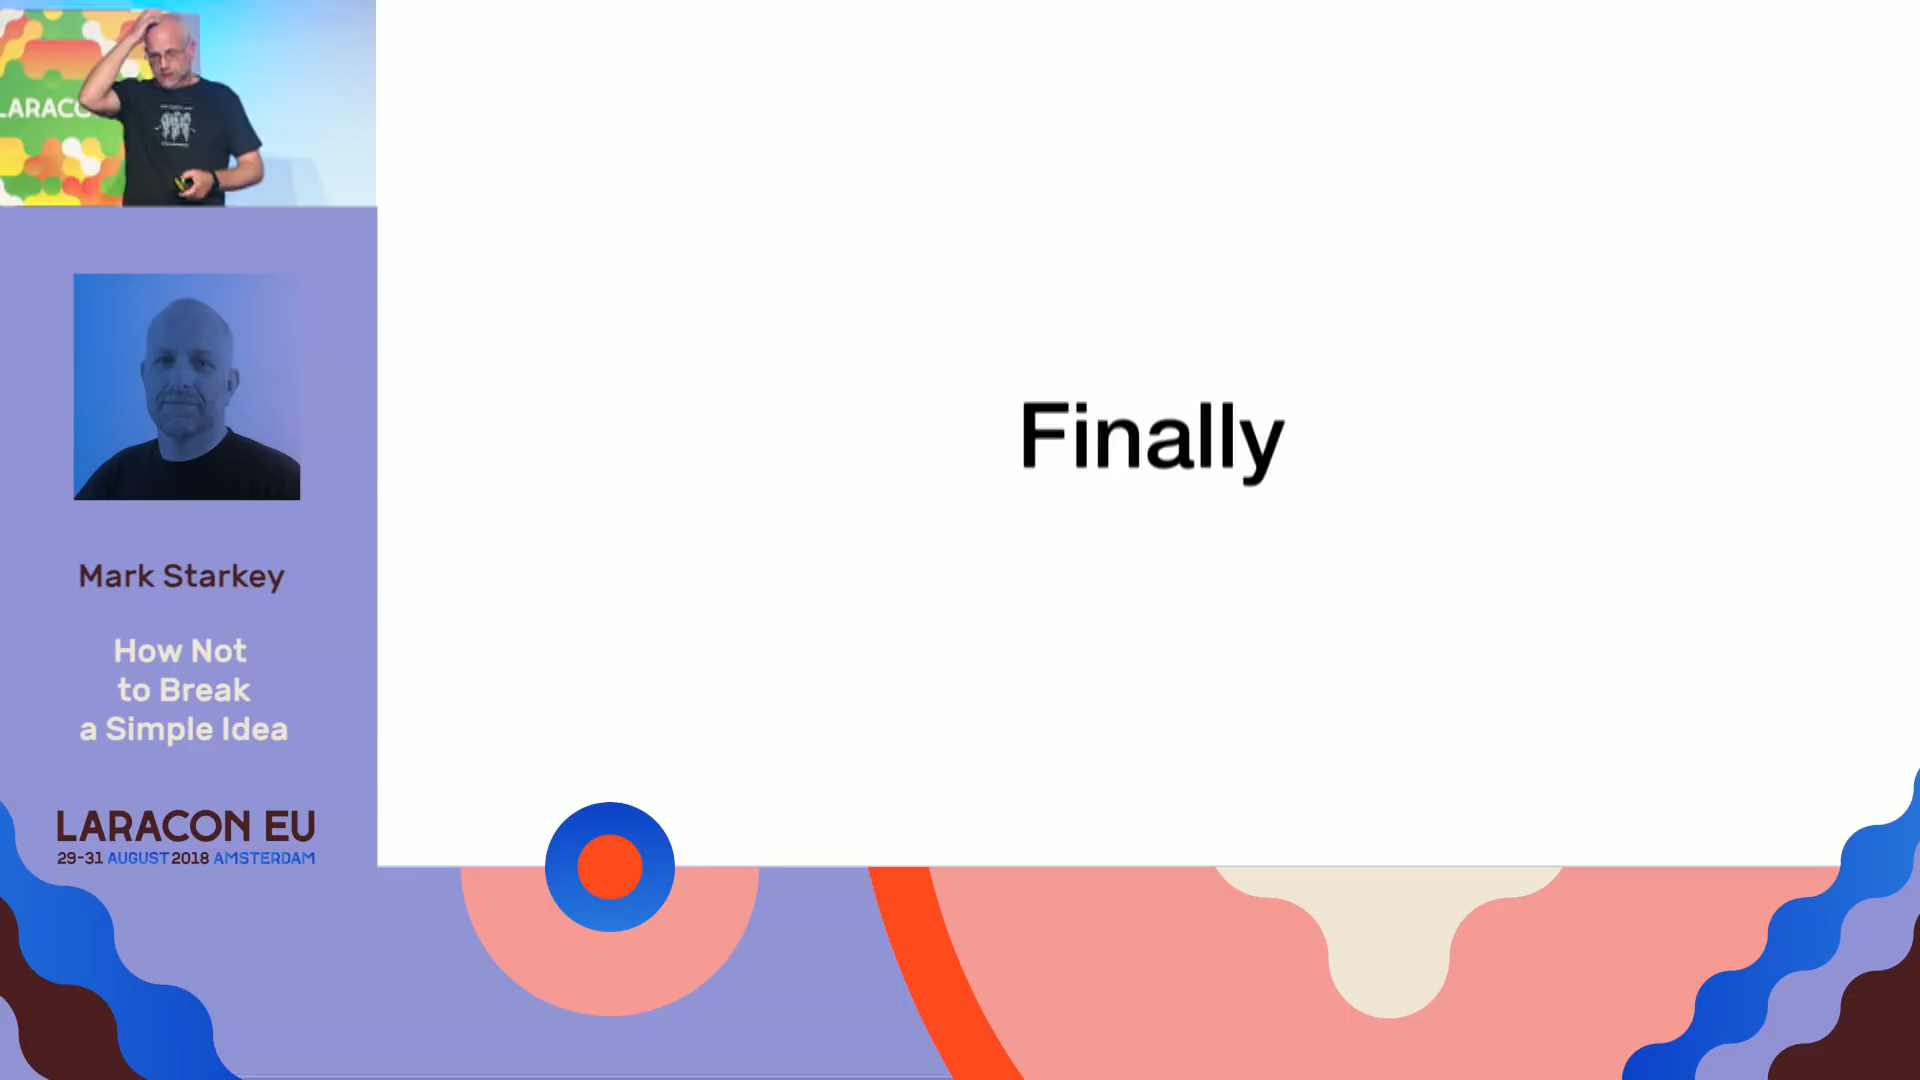 LARACO
Finally
Mark Starkey
How Not
to Break
a Simple Idea
LARACON EU
29-31 AUGUST 2018 AMSTERDAM